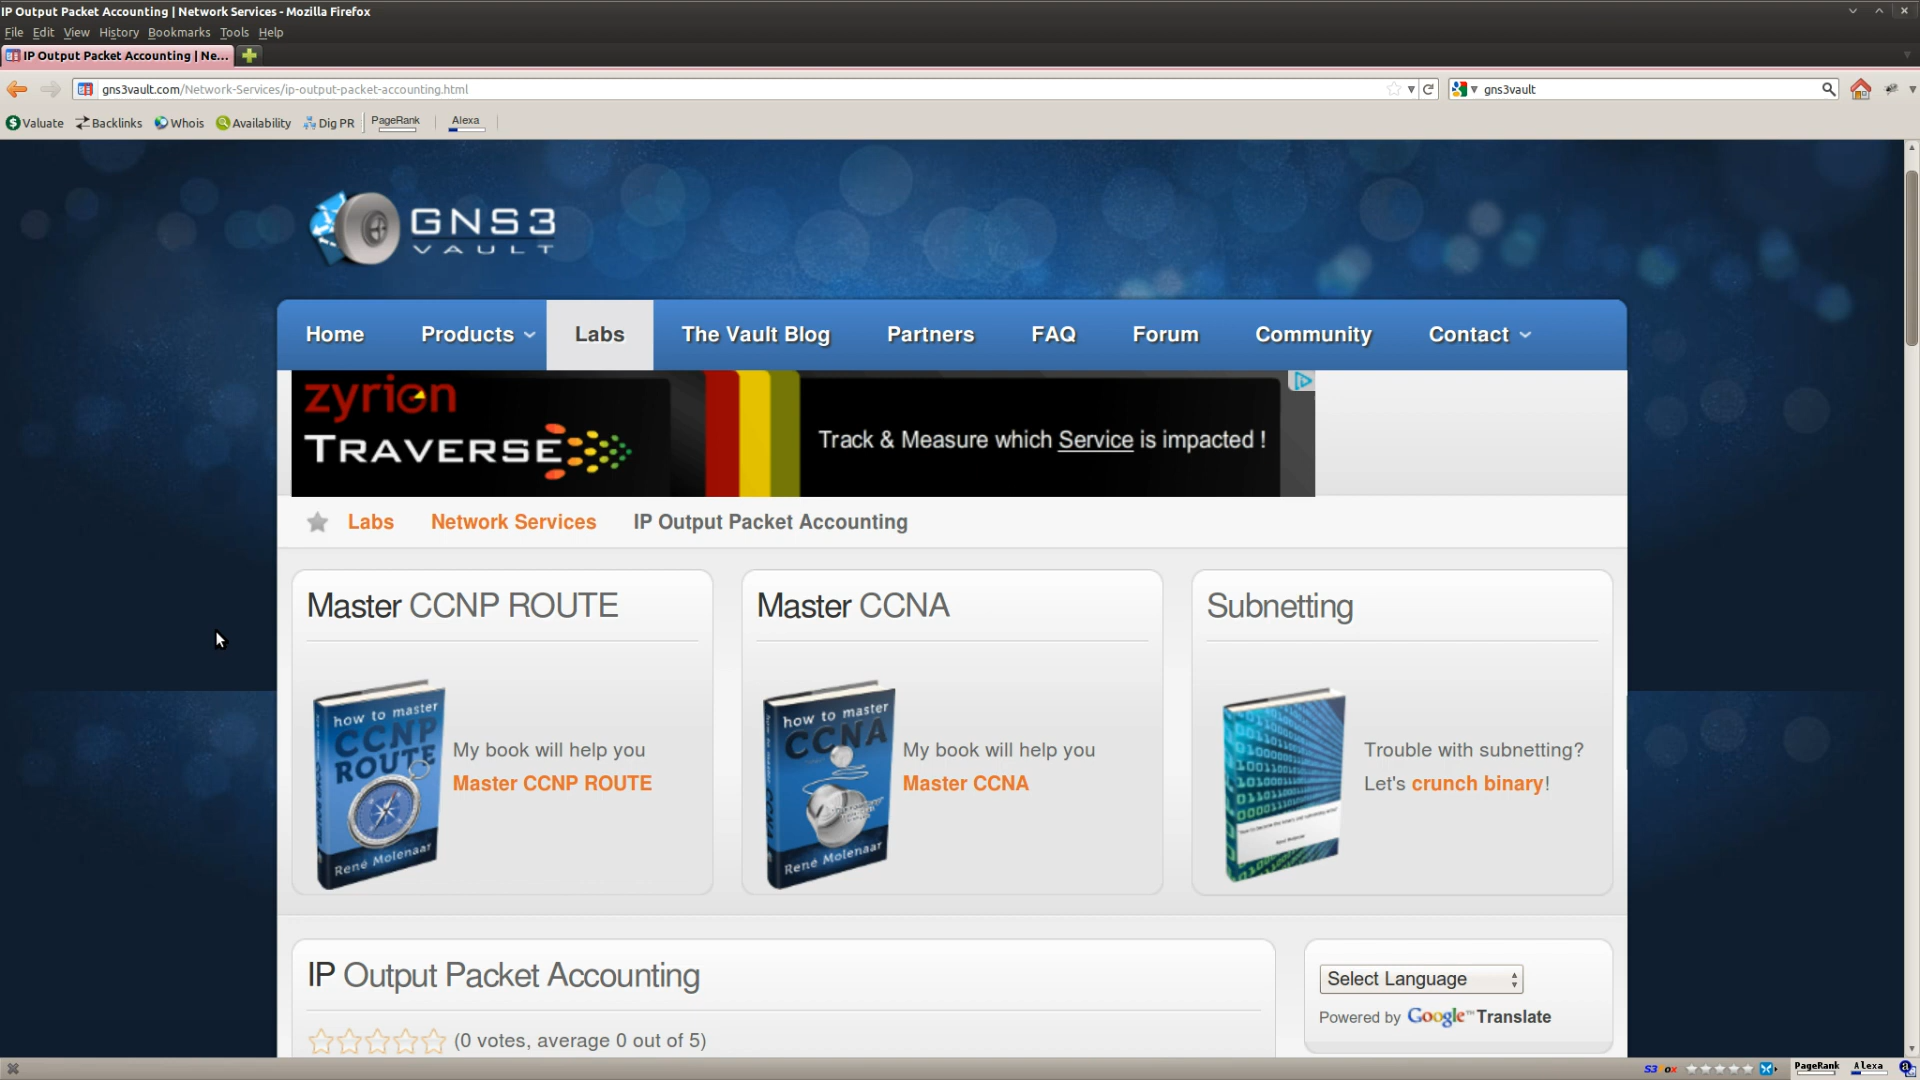 IP Output Packet Accounting | Network Services - Mozilla Firefox
File Edit View History Bookmarks Tools Help
IP Output Packet Accounting | Ne...
gns3vault.com/Network-Services/ip-output-packet-accounting.html
gns3vault
Valuate Backlinks Whois Availability Dig PR PageRank Alexa
GNS3
VAULT
Home Products Labs The Vault Blog Partners FAQ Forum Community Contact
zyrion
TRAVERSE
Track & Measure which Service is impacted !
Labs Network Services IP Output Packet Accounting
Master CCNP ROUTE
how to master
CCNP
ROUTE
René Molenaar
My book will help you
Master CCNP ROUTE
Master CCNA
how to master
CCNA
René Molenaar
My book will help you
Master CCNA
Subnetting
Trouble with subnetting?
Let's crunch binary!
IP Output Packet Accounting
(0 votes, average 0 out of 5)
Select Language
Powered by Google™ Translate
PageRank Alexa